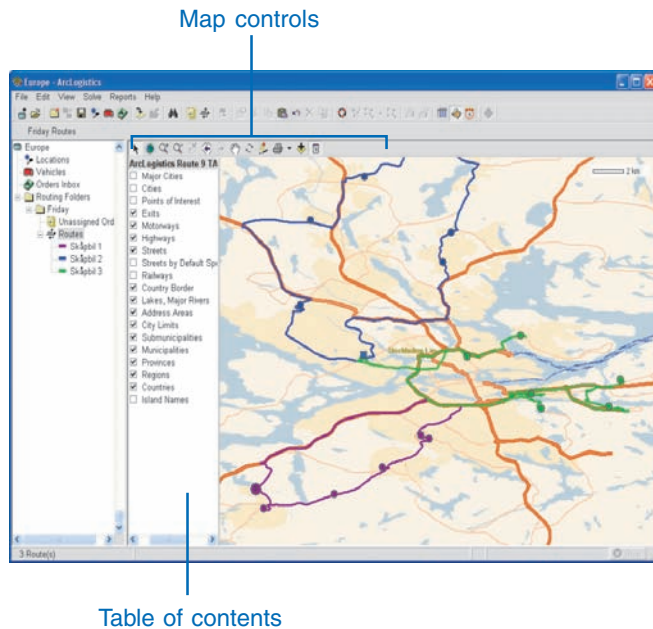 Map controls
Europe - ArcLogistics
File Edit View Solve Reports Help
Friday Routes
Europe
Locations
Vehicles
Orders Inbox
Routing Folders
Friday
Unassigned Ord
Routes
Skåpbil 1
Skåpbil 2
Skåpbil 3
ArcLogistics Route 9 TA
Major Cities
Cities
Points of Interest
Exits
Motorways
Highways
Streets
Streets by Default Spe
Railways
Country Border
Lakes, Major Rivers
Address Areas
City Limits
Submunicipalities
Municipalities
Provinces
Regions
Countries
Island Names
2 km
3 Route(s)
Table of contents